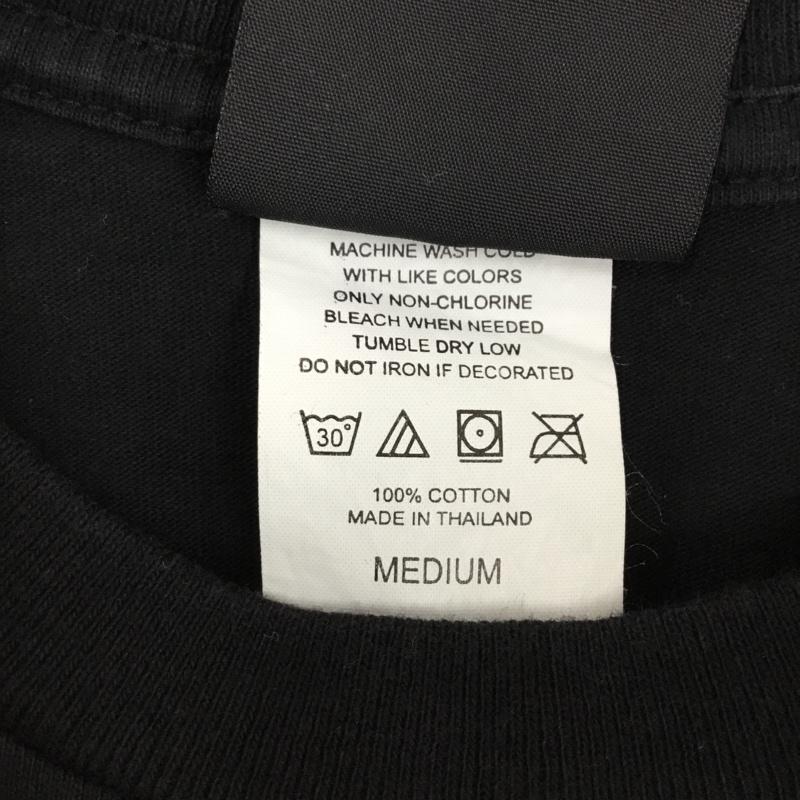 MACHINE WASH COLD
WITH LIKE COLORS
ONLY NON-CHLORINE
BLEACH WHEN NEEDED
TUMBLE DRY LOW
DO NOT IRON IF DECORATED
30°
100% COTTON
MADE IN THAILAND
MEDIUM